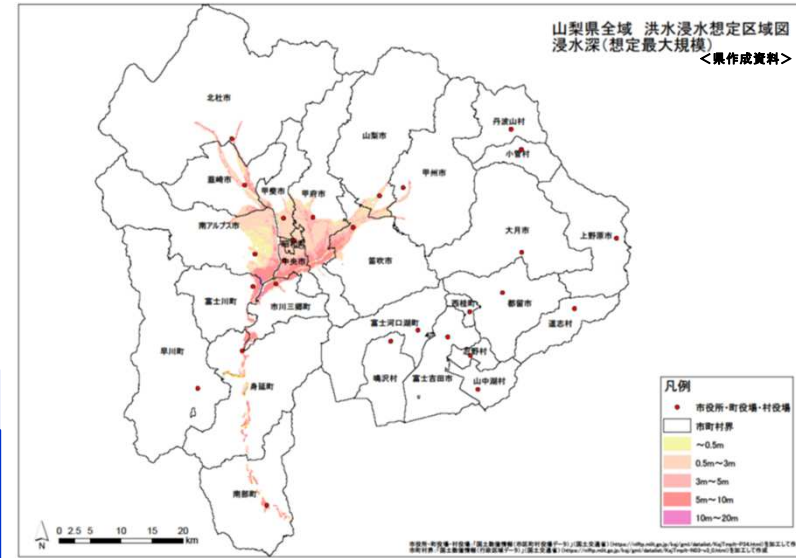 山梨県全域 洪水浸水想定区域図
浸水深(想定最大規模)
＜県作成資料＞
北杜市
丹波山村
小菅村
山梨市
甲州市
韮崎市
甲斐市
甲府市
南アルプス市
大月市
上野原市
中央市
笛吹市
富士川町
市川三郷町
西桂町
都留市
道志村
富士河口湖町
早川町
忍野村
鳴沢村
富士吉田市
山中湖村
身延町
南部町
凡例
市役所・町役場・村役場
市町村界
～0.5m
0.5m～3m
3m～5m
5m～10m
10m～20m
N
0 2.5 5 10 15 20
km